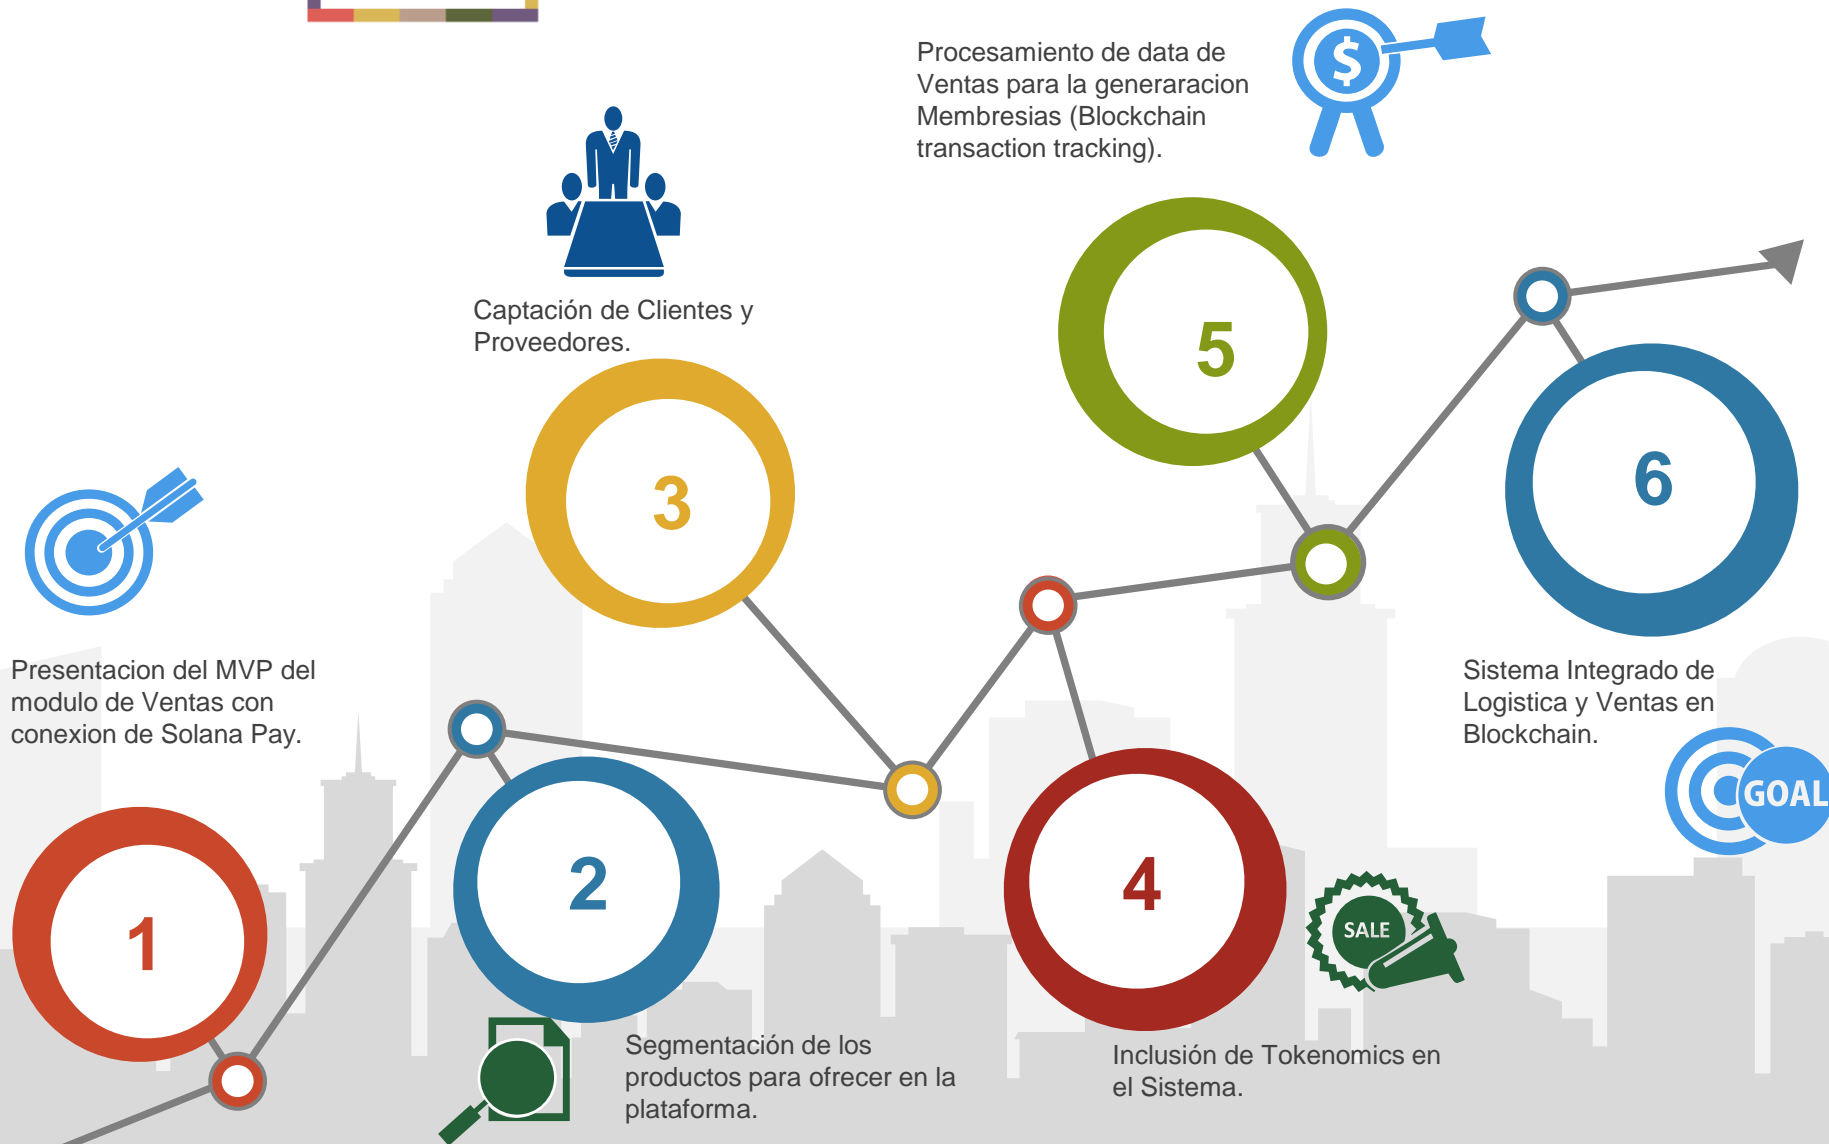 Presentacion del MVP del
modulo de Ventas con
conexion de Solana Pay.
1
2
Segmentación de los
productos para ofrecer en la
plataforma.
Captación de Clientes y
Proveedores.
3
4
SALE
Inclusión de Tokenomics en
el Sistema.
Procesamiento de data de
Ventas para la generaracion
Membresias (Blockchain
transaction tracking).
$
5
6
Sistema Integrado de
Logistica y Ventas en
Blockchain.
GOAL